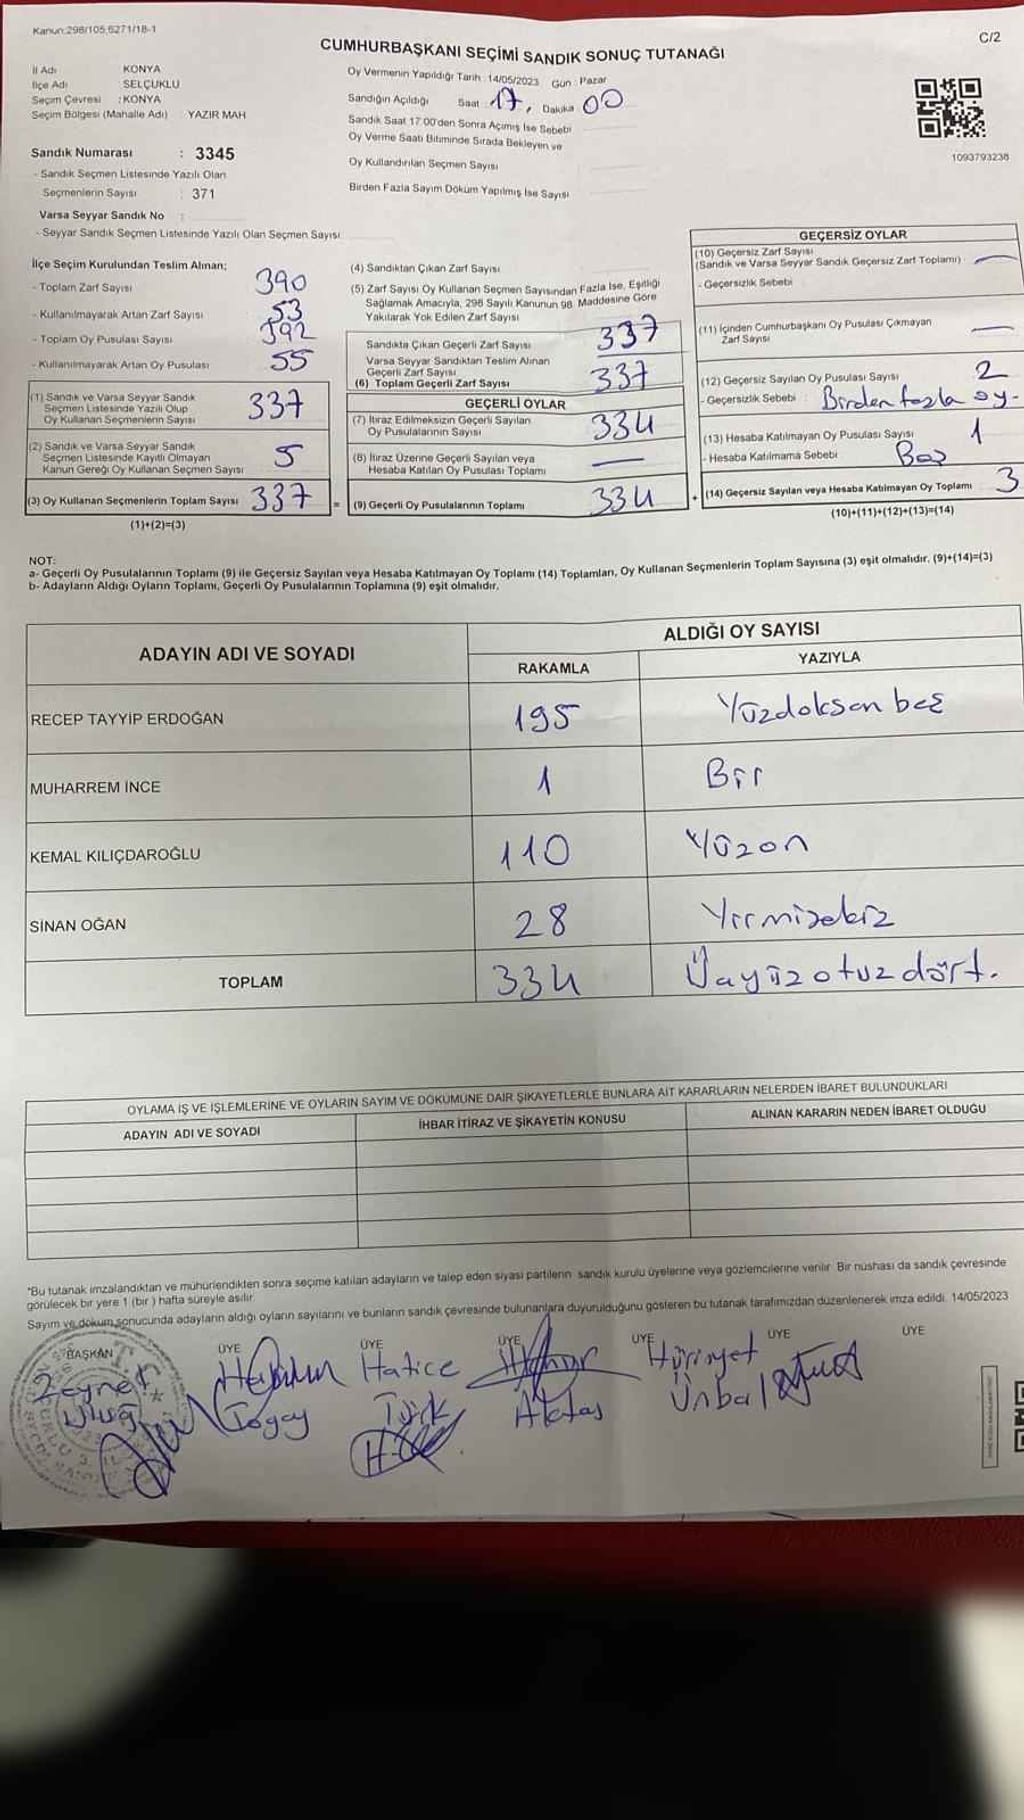 Kanun:298/105,6271/18-1
C/2
CUMHURBAŞKANI SEÇİMİ SANDIK SONUÇ TUTANAĞI
İl Adı KONYA
İlçe Adı SELÇUKLU
Seçim Çevresi : KONYA
Seçim Bölgesi (Mahalle Adı) YAZIR MAH
Oy Vermenin Yapıldığı Tarih : 14/05/2023 Gün : Pazar
Sandığın Açıldığı Saat : 17, Dakika 00
Sandık Saat 17:00'den Sonra Açımış İse Sebebi
Oy Verme Saati Bitiminde Sırada Bekleyen ve
Oy Kullandırılan Seçmen Sayısı
Birden Fazla Sayım Döküm Yapılmış İse Sayısı
1093793238
Sandık Numarası : 3345
- Sandık Seçmen Listesinde Yazılı Olan
Seçmenlerin Sayısı : 371
Varsa Seyyar Sandık No :
- Seyyar Sandık Seçmen Listesinde Yazılı Olan Seçmen Sayısı
İlçe Seçim Kurulundan Teslim Alınan;
- Toplam Zarf Sayısı 390
- Kullanılmayarak Artan Zarf Sayısı 53
- Toplam Oy Pusulası Sayısı 392
- Kullanılmayarak Artan Oy Pusulası 55
(1) Sandık ve Varsa Seyyar Sandık
Seçmen Listesinde Yazılı Olup
Oy Kullanan Seçmenlerin Sayısı 337
(2) Sandık ve Varsa Seyyar Sandık
Seçmen Listesinde Kayıtlı Olmayan
Kanun Gereği Oy Kullanan Seçmen Sayısı 5
(3) Oy Kullanan Seçmenlerin Toplam Sayısı 337 =
(1)+(2)=(3)
(4) Sandıktan Çıkan Zarf Sayısı
(5) Zarf Sayısı Oy Kullanan Seçmen Sayısından Fazla İse, Eşitliği
Sağlamak Amacıyla, 298 Sayılı Kanunun 98. Maddesine Göre
Yakılarak Yok Edilen Zarf Sayısı
Sandıkta Çıkan Geçerli Zarf Sayısı 337
Varsa Seyyar Sandıktan Teslim Alınan
Geçerli Zarf Sayısı
(6) Toplam Geçerli Zarf Sayısı 337
GEÇERLİ OYLAR
(7) İtiraz Edilmeksizin Geçerli Sayılan
Oy Pusulalarının Sayısı 334
(8) İtiraz Üzerine Geçerli Sayılan veya
Hesaba Katılan Oy Pusulası Toplamı —
(9) Geçerli Oy Pusulalarının Toplamı 334 +
GEÇERSİZ OYLAR
(10) Geçersiz Zarf Sayısı
(Sandık ve Varsa Seyyar Sandık Geçersiz Zarf Toplamı) —
- Geçersizlik Sebebi
(11) İçinden Cumhurbaşkanı Oy Pusulası Çıkmayan
Zarf Sayısı —
(12) Geçersiz Sayılan Oy Pusulası Sayısı 2
- Geçersizlik Sebebi : Birden fazla oy-
(13) Hesaba Katılmayan Oy Pusulası Sayısı 1
- Hesaba Katılmama Sebebi Boş
(14) Geçersiz Sayılan veya Hesaba Katılmayan Oy Toplamı 3
(10)+(11)+(12)+(13)=(14)
NOT:
a- Geçerli Oy Pusulalarının Toplamı (9) ile Geçersiz Sayılan veya Hesaba Katılmayan Oy Toplamı (14) Toplamları, Oy Kullanan Seçmenlerin Toplam Sayısına (3) eşit olmalıdır. (9)+(14)=(3)
b- Adayların Aldığı Oyların Toplamı, Geçerli Oy Pusulalarının Toplamına (9) eşit olmalıdır.
ADAYIN ADI VE SOYADI
ALDIĞI OY SAYISI
RAKAMLA YAZIYLA
RECEP TAYYİP ERDOĞAN 195 Yüzdoksan beş
MUHARREM İNCE 1 Bir
KEMAL KILIÇDAROĞLU 110 Yüzon
SİNAN OĞAN 28 Yirmisekiz
TOPLAM 334 Üçyüzotuzdört.
OYLAMA İŞ VE İŞLEMLERİNE VE OYLARIN SAYIM VE DÖKÜMÜNE DAİR ŞİKAYETLERLE BUNLARA AİT KARARLARIN NELERDEN İBARET BULUNDUKLARI
ADAYIN ADI VE SOYADI İHBAR İTİRAZ VE ŞİKAYETİN KONUSU ALINAN KARARIN NEDEN İBARET OLDUĞU
*Bu tutanak imzalandıktan ve mühürlendikten sonra seçime katılan adayların ve talep eden siyasi partilerin sandık kurulu üyelerine veya gözlemcilerine verilir. Bir nüshası da sandık çevresinde
görülecek bir yere 1 (bir ) hafta süreyle asılır.
Sayım ve döküm sonucunda adayların aldığı oyların sayılarını ve bunların sandık çevresinde bulunanlara duyurulduğunu gösteren bu tutanak tarafımızdan düzenlenerek imza edildi. 14/05/2023
BAŞKAN ÜYE ÜYE ÜYE ÜYE ÜYE ÜYE
Zeynep Hatice Hürriyet
Togay Türk Aktaş Ünbal